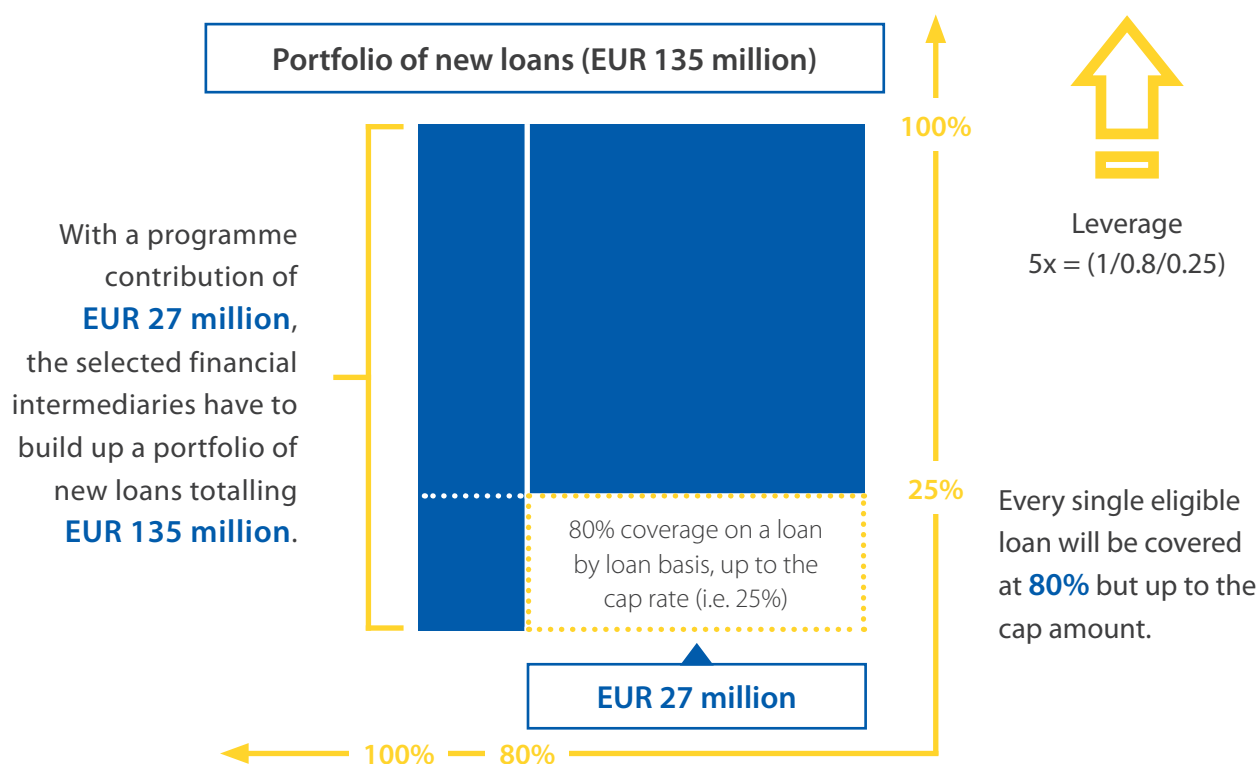 Portfolio of new loans (EUR 135 million)
100%
With a programme
contribution of
EUR 27 million,
the selected financial
intermediaries have to
build up a portfolio of
new loans totalling
EUR 135 million.
Leverage
5x = (1/0.8/0.25)
25%
80% coverage on a loan
by loan basis, up to the
cap rate (i.e. 25%)
Every single eligible
loan will be covered
at 80% but up to the
cap amount.
EUR 27 million
100%
80%